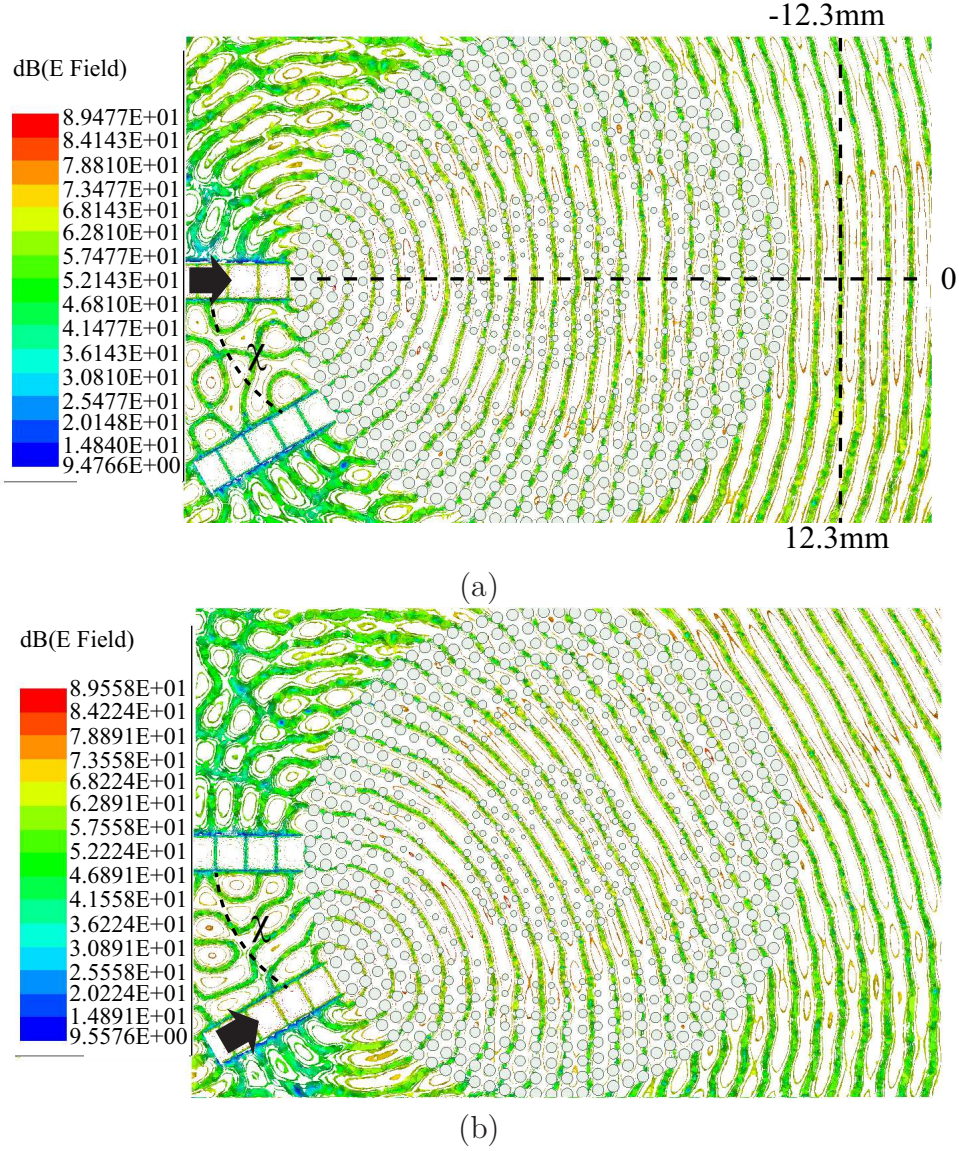 -12.3mm
dB(E Field)
8.9477E+01
8.4143E+01
7.8810E+01
7.3477E+01
6.8143E+01
6.2810E+01
5.7477E+01
5.2143E+01
4.6810E+01
4.1477E+01
3.6143E+01
3.0810E+01
2.5477E+01
2.0148E+01
1.4840E+01
9.4766E+00
0
χ
12.3mm
(a)
dB(E Field)
8.9558E+01
8.4224E+01
7.8891E+01
7.3558E+01
6.8224E+01
6.2891E+01
5.7558E+01
5.2224E+01
4.6891E+01
4.1558E+01
3.6224E+01
3.0891E+01
2.5558E+01
2.0224E+01
1.4891E+01
9.5576E+00
χ
(b)